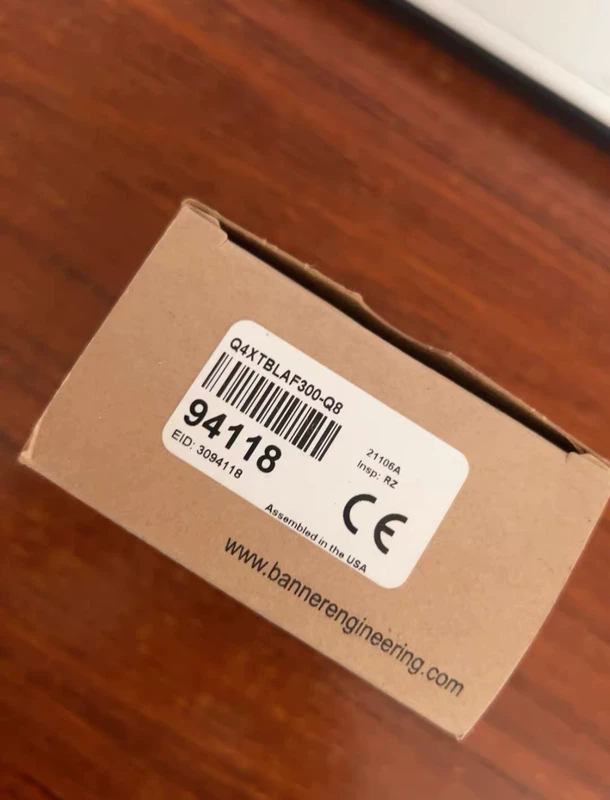 Q4XTBLAF300-Q8
94118
EID: 3094118
21106A
Insp: RZ
CE
Assembled in the USA
www.bannerengineering.com